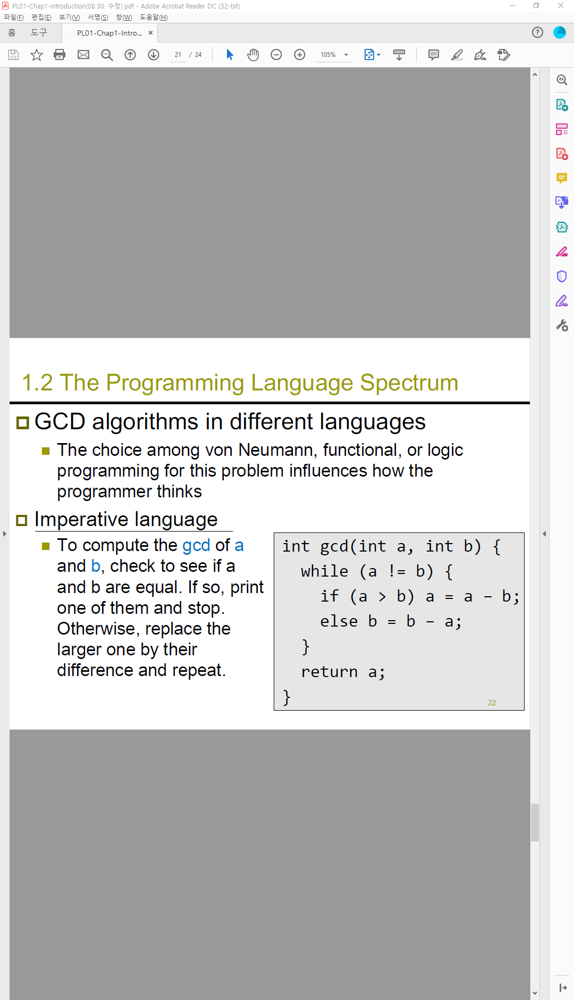 PL01-Chap1-Introduction(08.30. 수정).pdf - Adobe Acrobat Reader DC (32-bit)
파일(F) 편집(E) 보기(V) 서명(S) 창(W) 도움말(H)
홈 도구 PL01-Chap1-Intro... ×
21 / 24 105%
1.2 The Programming Language Spectrum
GCD algorithms in different languages
The choice among von Neumann, functional, or logic
programming for this problem influences how the
programmer thinks
Imperative language
To compute the gcd of a
and b, check to see if a
and b are equal. If so, print
one of them and stop.
Otherwise, replace the
larger one by their
difference and repeat.
int gcd(int a, int b) {
while (a != b) {
if (a > b) a = a - b;
else b = b - a;
}
return a;
}
22